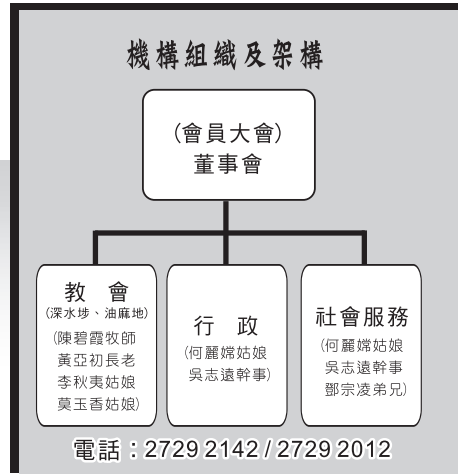 機構組織及架構
(會員大會)
董事會
教 會
(深水埗、油麻地)
(陳碧霞牧師
黃亞初長老
李秋夷姑娘
莫玉香姑娘)
行 政
(何麗嫦姑娘
吳志遠幹事)
社會服務
(何麗嫦姑娘
吳志遠幹事
鄧宗凌弟兄)
電話：2729 2142 / 2729 2012